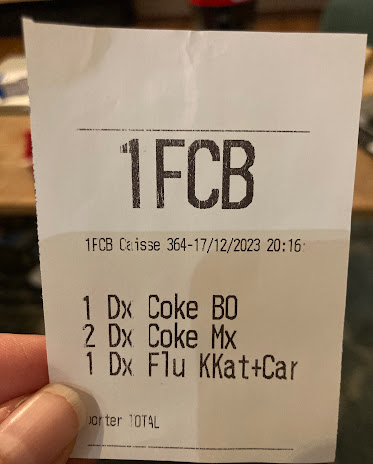 1FCB
1FCB Caisse 364-17/12/2023 20:16
1 Dx Coke BO
2 Dx Coke Mx
1 Dx Flu KKat+Car
TOTAL